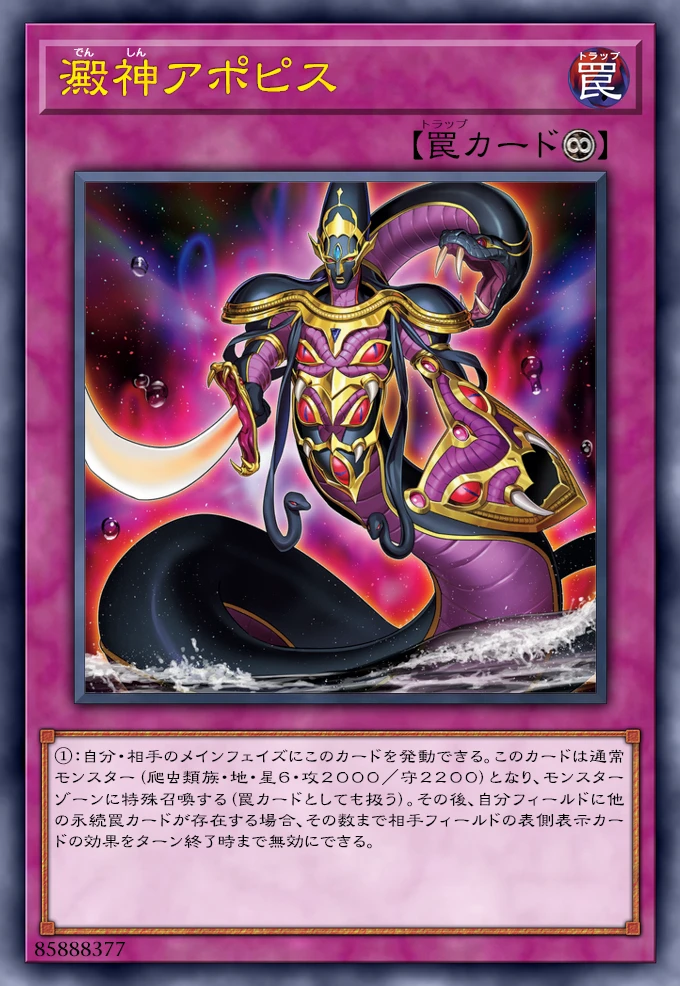 でんしん
澱神アポピス
トラップ
罠
トラップ
【罠カード♾】
①:自分・相手のメインフェイズにこのカードを発動できる。このカードは通常
モンスター(爬虫類族・地・星6・攻2000/守2200)となり、モンスター
ゾーンに特殊召喚する(罠カードとしても扱う)。その後、自分フィールドに他
の永続罠カードが存在する場合、その数まで相手フィールドの表側表示カー
ドの効果をターン終了時まで無効にできる。
85888377